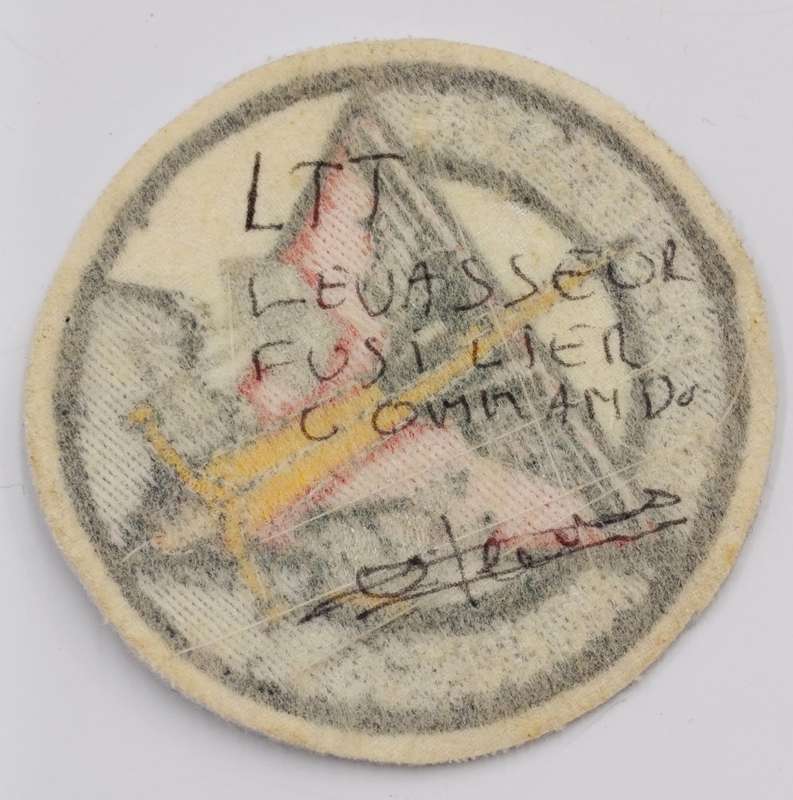 LTT
LEVASSEUR
FUSILIER
COMMANDO